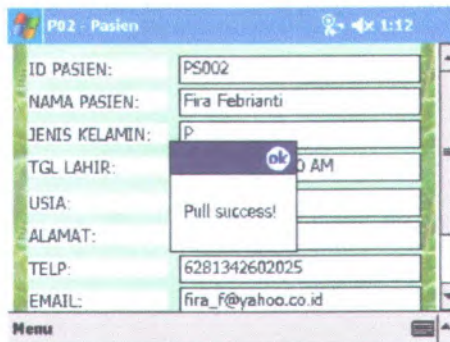 P02 - Pasien 1:12
ID PASIEN: PS002
NAMA PASIEN: Fira Febrianti
JENIS KELAMIN: P
ok
TGL LAHIR: 0 AM
USIA:
Pull success!
ALAMAT:
TELP: 6281342602025
EMAIL: fira_f@yahoo.co.id
Menu